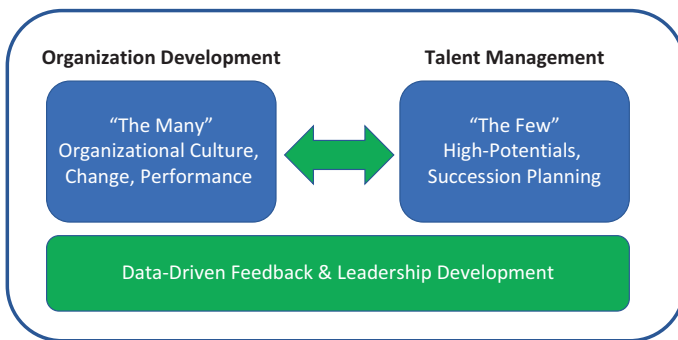 Organization Development
Talent Management
“The Many”
Organizational Culture,
Change, Performance
“The Few”
High-Potentials,
Succession Planning
Data-Driven Feedback & Leadership Development